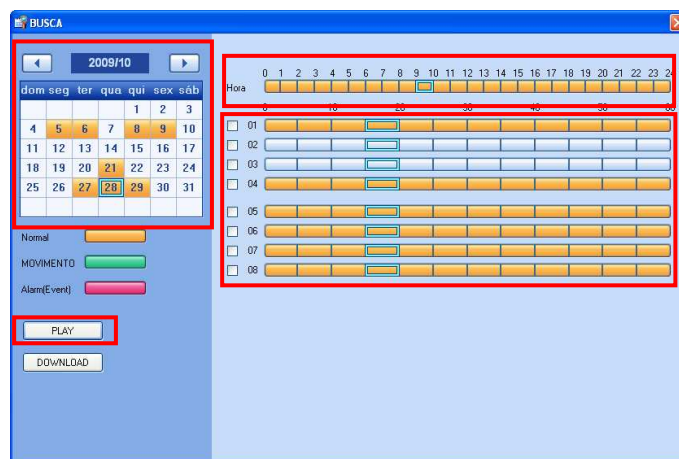 BUSCA
2009/10
dom seg ter qua qui sex sáb
1 2 3
4 5 6 7 8 9 10
11 12 13 14 15 16 17
18 19 20 21 22 23 24
25 26 27 28 29 30 31
Normal
MOVIMENTO
Alarm(Event)
PLAY
DOWNLOAD
0 1 2 3 4 5 6 7 8 9 10 11 12 13 14 15 16 17 18 19 20 21 22 23 24
Hora
0 10 20 30 40 50 60
01
02
03
04
05
06
07
08